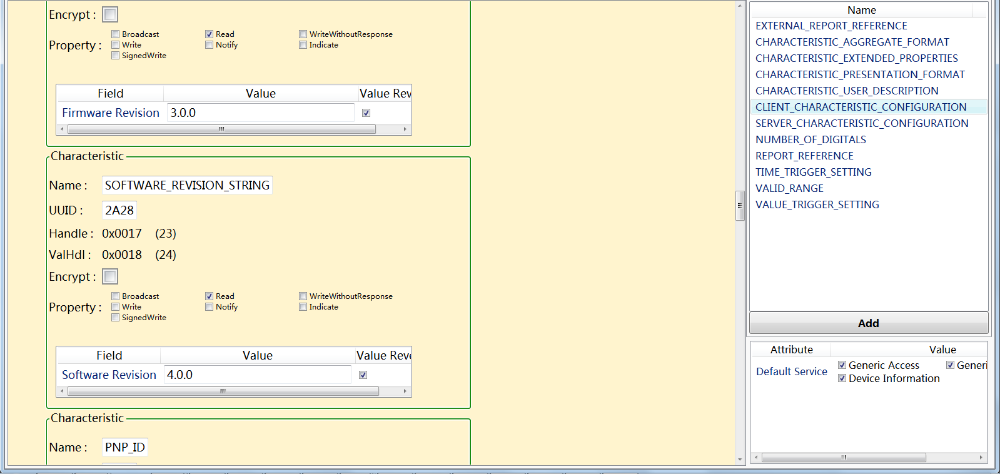 Encrypt :
Broadcast Read WriteWithoutResponse
Property : Write Notify Indicate
SignedWrite
Field Value Value Rev
Firmware Revision 3.0.0
Characteristic
Name : SOFTWARE_REVISION_STRING
UUID : 2A28
Handle : 0x0017 (23)
ValHdl : 0x0018 (24)
Encrypt :
Broadcast Read WriteWithoutResponse
Property : Write Notify Indicate
SignedWrite
Field Value Value Reve
Software Revision 4.0.0
Characteristic
Name : PNP_ID
Name
EXTERNAL_REPORT_REFERENCE
CHARACTERISTIC_AGGREGATE_FORMAT
CHARACTERISTIC_EXTENDED_PROPERTIES
CHARACTERISTIC_PRESENTATION_FORMAT
CHARACTERISTIC_USER_DESCRIPTION
CLIENT_CHARACTERISTIC_CONFIGURATION
SERVER_CHARACTERISTIC_CONFIGURATION
NUMBER_OF_DIGITALS
REPORT_REFERENCE
TIME_TRIGGER_SETTING
VALID_RANGE
VALUE_TRIGGER_SETTING
Add
Attribute Value
Default Service Generic Access Generi
Device Information